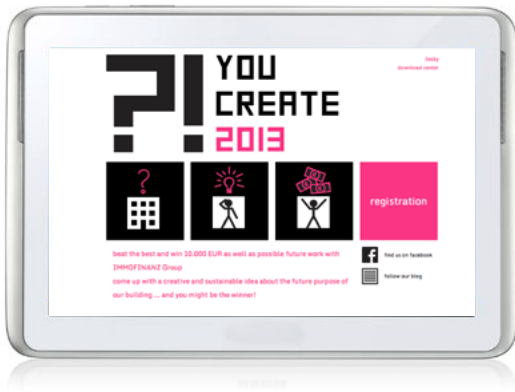 ?!
YOU
CREATE
2013
download center
registration
beat the best and win 10.000 EUR as well as possible future work with
IMMOFINANZ Group
come up with a creative and sustainable idea about the future purpose of
our building ... and you might be the winner!
find us on facebook
follow our blog